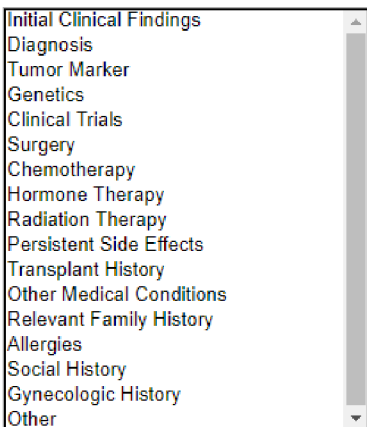 Initial Clinical Findings
Diagnosis
Tumor Marker
Genetics
Clinical Trials
Surgery
Chemotherapy
Hormone Therapy
Radiation Therapy
Persistent Side Effects
Transplant History
Other Medical Conditions
Relevant Family History
Allergies
Social History
Gynecologic History
Other